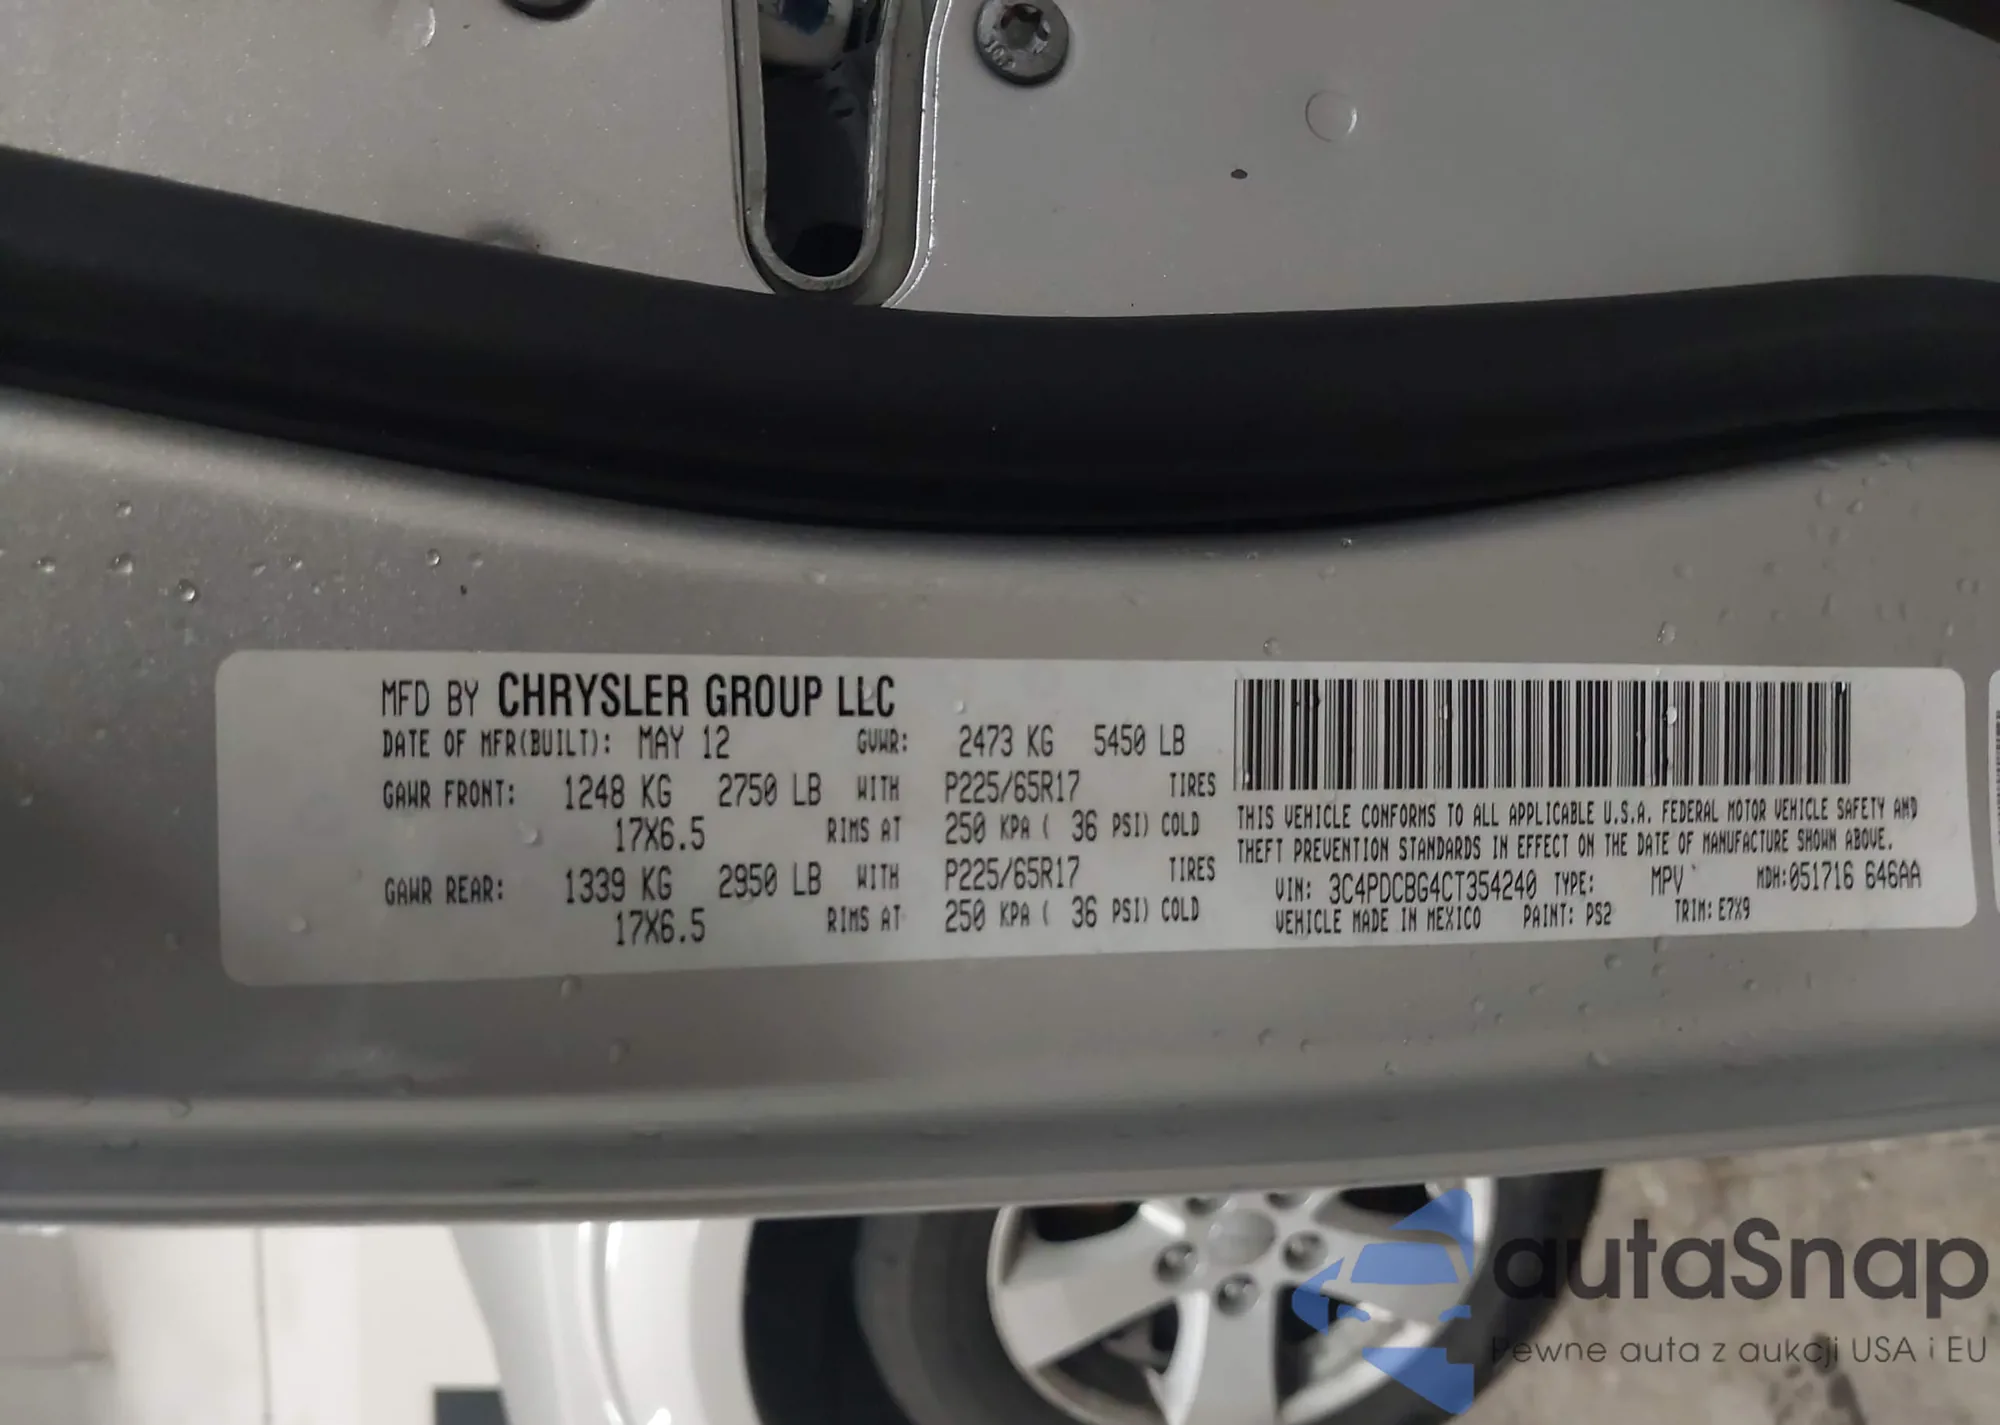 MFD BY CHRYSLER GROUP LLC
DATE OF MFR(BUILT): MAY 12 GVWR: 2473 KG 5450 LB
GAWR FRONT: 1248 KG 2750 LB WITH P225/65R17 TIRES
17X6.5 RIMS AT 250 KPA ( 36 PSI) COLD
GAWR REAR: 1339 KG 2950 LB WITH P225/65R17 TIRES
17X6.5 RIMS AT 250 KPA ( 36 PSI) COLD
THIS VEHICLE CONFORMS TO ALL APPLICABLE U.S.A. FEDERAL MOTOR VEHICLE SAFETY AND
THEFT PREVENTION STANDARDS IN EFFECT ON THE DATE OF MANUFACTURE SHOWN ABOVE.
VIN: 3C4PDCBG4CT354240 TYPE: MPV MDH:051716 646AA
VEHICLE MADE IN MEXICO PAINT: PS2 TRIM: E7X9
autaSnap
Pewne auta z aukcji USA i EU